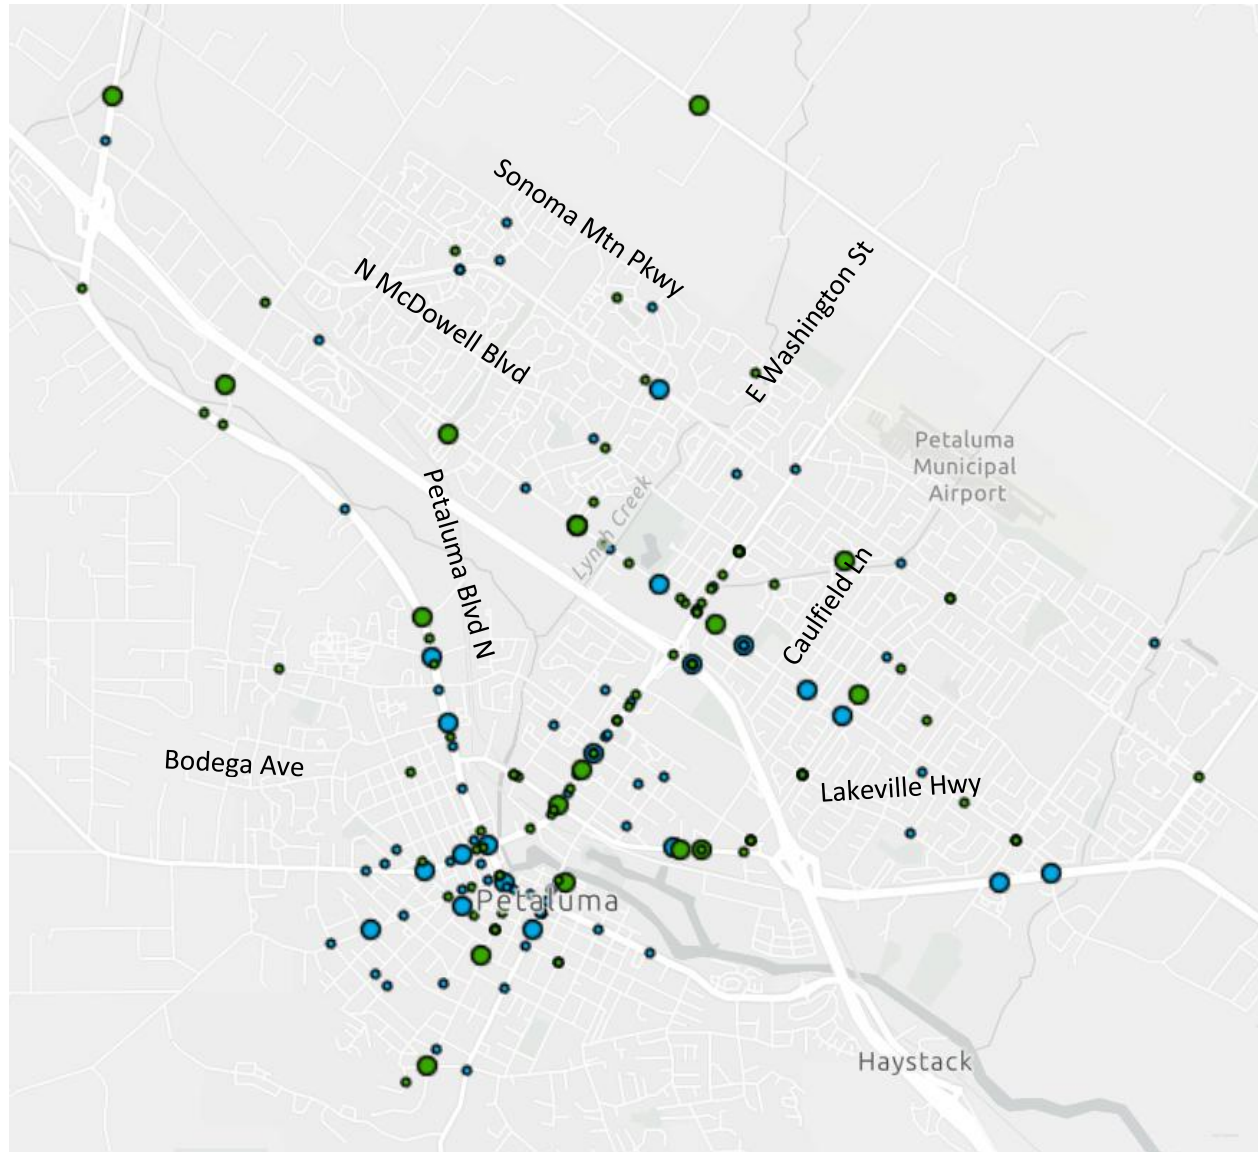 Sonoma Mtn Pkwy
N McDowell Blvd
E Washington St
Petaluma
Municipal
Airport
Petaluma Blvd N
Lynch Creek
Caulfield Ln
Bodega Ave
Lakeville Hwy
Petaluma
Haystack